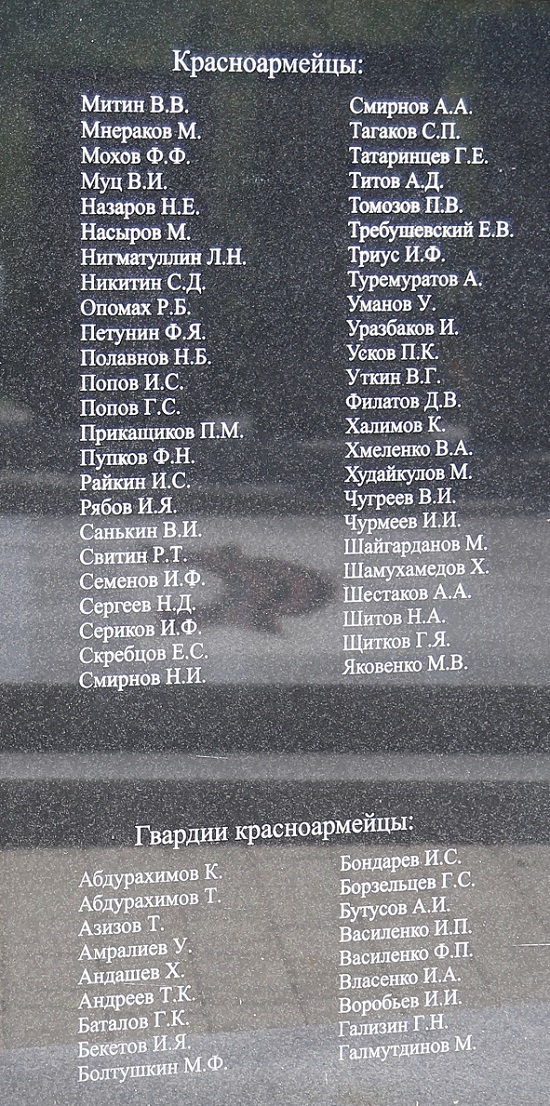 Красноармейцы:
Митин В.В.
Мнераков М.
Мохов Ф.Ф.
Муц В.И.
Назаров Н.Е.
Насыров М.
Нигматуллин Л.Н.
Никитин С.Д.
Опомах Р.Б.
Петунин Ф.Я.
Полавнов Н.Б.
Попов И.С.
Попов Г.С.
Прикащиков П.М.
Пупков Ф.Н.
Райкин И.С.
Рябов И.Я.
Санькин В.И.
Свитин Р.Т.
Семенов И.Ф.
Сергеев Н.Д.
Сериков И.Ф.
Скребцов Е.С.
Смирнов Н.И.
Смирнов А.А.
Тагаков С.П.
Татаринцев Г.Е.
Титов А.Д.
Томозов П.В.
Требушевский Е.В.
Триус И.Ф.
Туремуратов А.
Уманов У.
Уразбаков И.
Усков П.К.
Уткин В.Г.
Филатов Д.В.
Халимов К.
Хмеленко В.А.
Худайкулов М.
Чугреев В.И.
Чурмеев И.И.
Шайгарданов М.
Шамухамедов Х.
Шестаков А.А.
Шитов Н.А.
Щитков Г.Я.
Яковенко М.В.
Гвардии красноармейцы:
Абдурахимов К.
Абдурахимов Т.
Азизов Т.
Амралиев У.
Андашев Х.
Андреев Т.К.
Баталов Г.К.
Бекетов И.Я.
Болтушкин М.Ф.
Бондарев И.С.
Борзельцев Г.С.
Бутусов А.И.
Василенко И.П.
Василенко Ф.П.
Власенко И.А.
Воробьев И.И.
Гализин Г.Н.
Галмутдинов М.